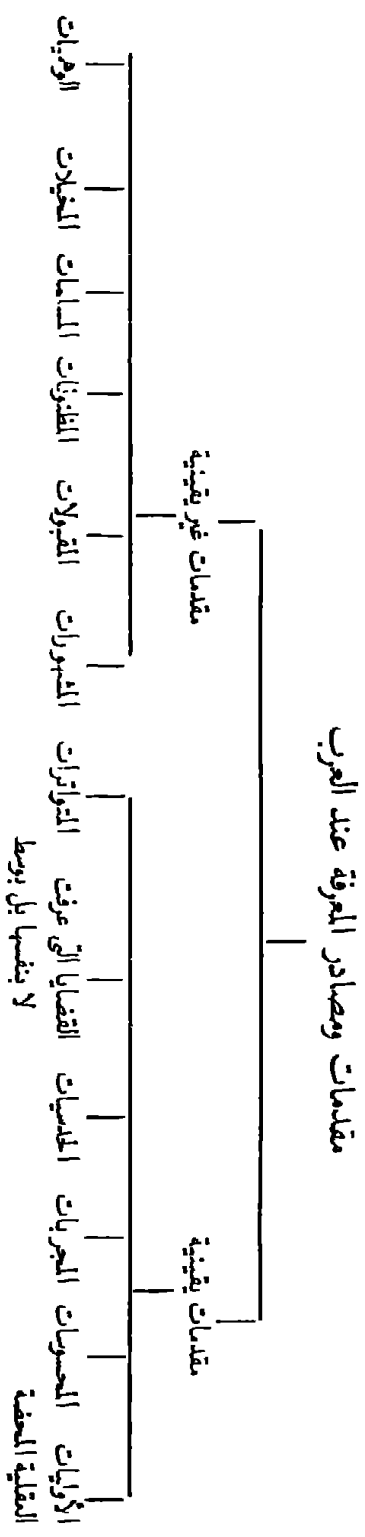 مقدمات ومصادر المعرفة عند العرب
مقدمات يقينية
مقدمات غير يقينية
الأوليات
العقلية المحضة
المحسوسات
المجربات
الحدسيات
القضايا التي عرفت
لا بنفسها بل بوسط
المتواترات
المشهورات
المقبولات
المظنونات
المسلمات
المخيلات
الوهميات